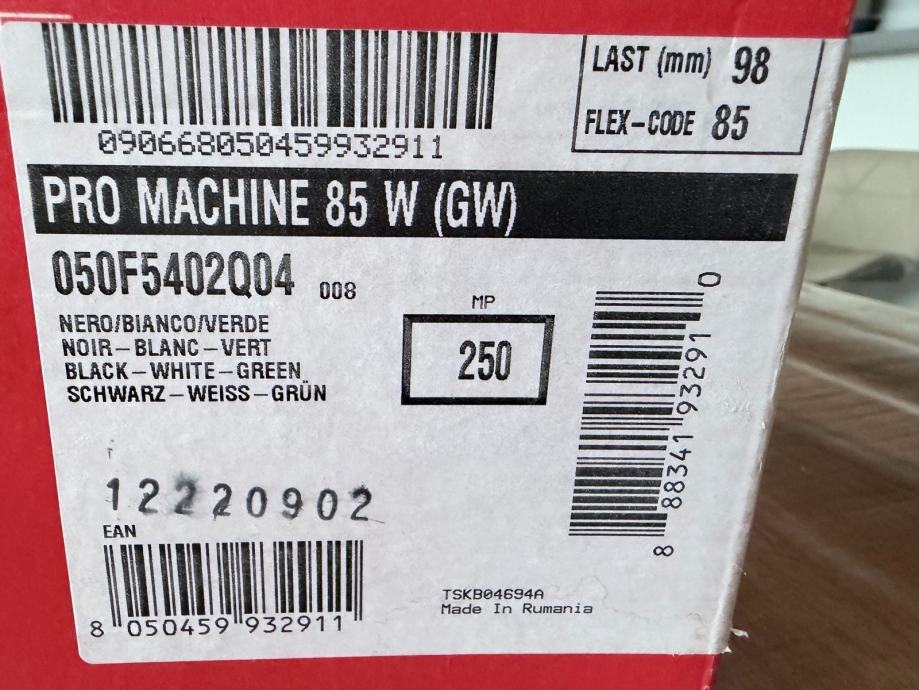 090668050459932911
LAST (mm) 98
FLEX-CODE 85
PRO MACHINE 85 W (GW)
050F5402Q04 008
NERO/BIANCO/VERDE
NOIR-BLANC-VERT
BLACK-WHITE-GREEN
SCHWARZ-WEISS-GRÜN
MP
250
8 88341 93291 0
12220902
EAN
8 050459 932911
TSKB04694A
Made In Rumania